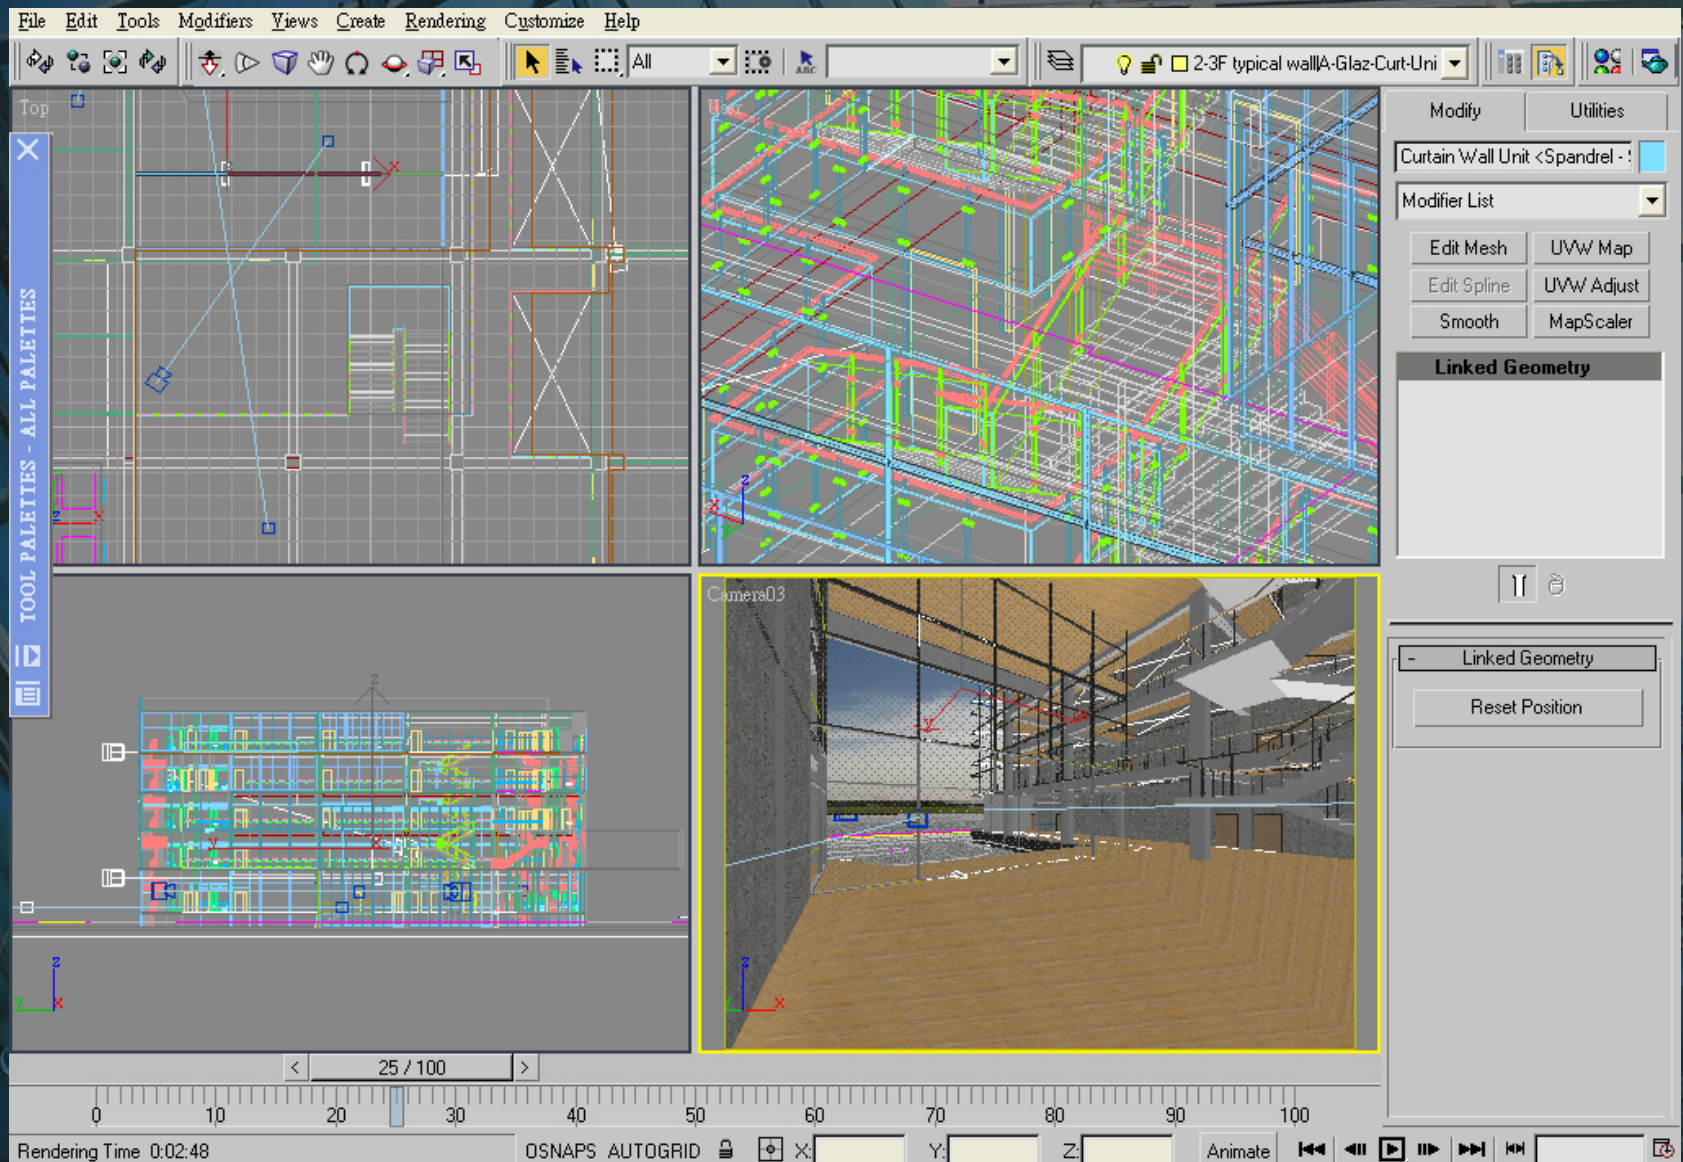 File Edit Tools Modifiers Views Create Rendering Customize Help
All
ABC
2-3F typical wall|A-Glaz-Curt-Uni
Top
User
Modify Utilities
Curtain Wall Unit <Spandrel -
Modifier List
Edit Mesh UVW Map
Edit Spline UVW Adjust
Smooth MapScaler
Linked Geometry
TOOL PALETTES - ALL PALETTES
Camera03
- Linked Geometry
Reset Position
x
z
y
x
z
x
y
z
y
x
z
x
y
x
z
x
< 25 / 100 >
0 10 20 30 40 50 60 70 80 90 100
Rendering Time 0:02:48 OSNAPS AUTOGRID X: Y: Z: Animate